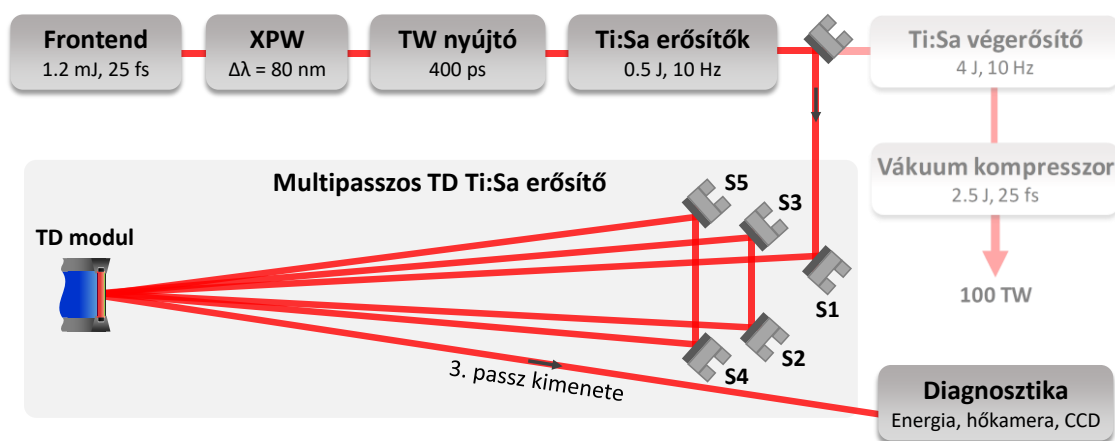 Frontend
1.2 mJ, 25 fs
XPW
Δλ = 80 nm
TW nyújtó
400 ps
Ti:Sa erősítők
0.5 J, 10 Hz
Ti:Sa végerősítő
4 J, 10 Hz
Vákuum kompresszor
2.5 J, 25 fs
100 TW
Multipasszos TD Ti:Sa erősítő
TD modul
S5
S3
S1
S2
S4
3. passz kimenete
Diagnosztika
Energia, hőkamera, CCD